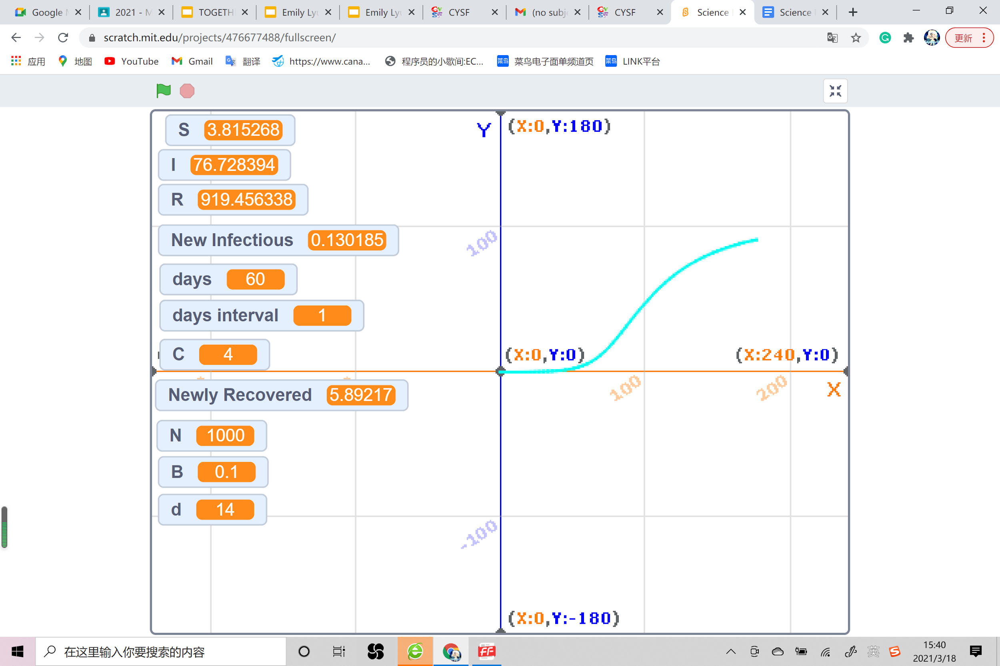 Google 2021 - TOGETH Emily Ly Emily Ly CYSF (no subj CYSF Science Science
scratch.mit.edu/projects/476677488/fullscreen/ 更新
应用 地图 YouTube Gmail 翻译 https://www.cana... 程序员的小歇间:EC... 菜鸟 菜鸟电子面单频道页 菜鸟 LINK平台
S 3.815268
I 76.728394
R 919.456338
New Infectious 0.130185
days 60
days interval 1
C 4
Newly Recovered 5.89217
N 1000
B 0.1
d 14
Y (X:0,Y:180)
100
(X:0,Y:0) (X:240,Y:0)
100 200 X
-100
(X:0,Y:-180)
在这里输入你要搜索的内容
英
15:40
2021/3/18